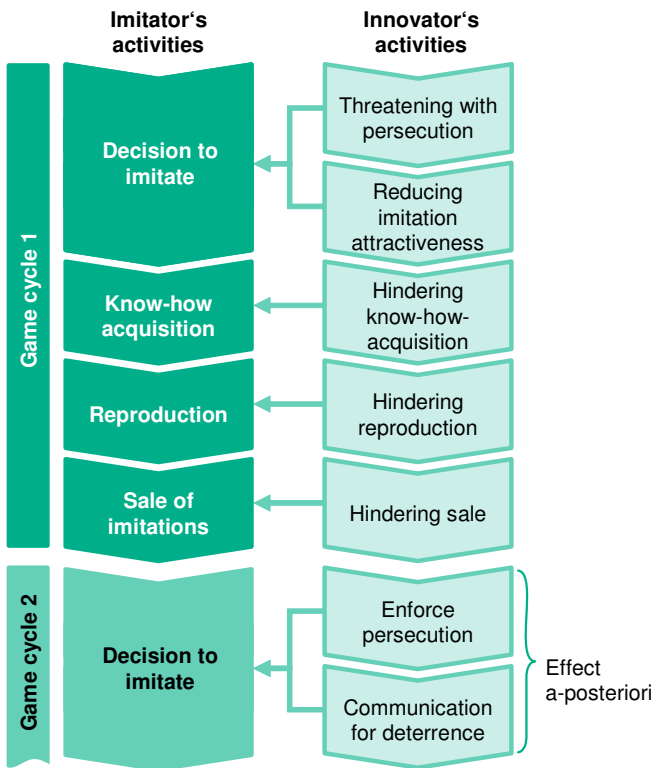 Imitator‘s
activities
Innovator‘s
activities
Game cycle 1
Decision to
imitate
Threatening with
persecution
Reducing
imitation
attractiveness
Know-how
acquisition
Hindering
know-how-
acquisition
Reproduction
Hindering
reproduction
Sale of
imitations
Hindering sale
Game cycle 2
Decision to
imitate
Enforce
persecution
Communication
for deterrence
Effect
a-posteriori